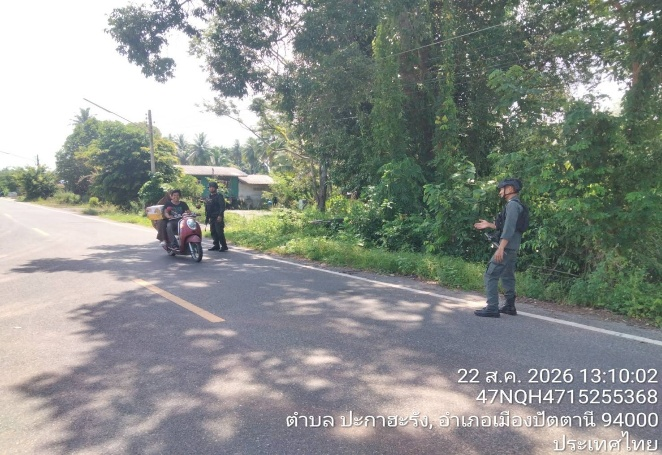 22 ส.ค. 2026 13:10:02
47NQH4715255368
ตำบล ปะกาฮะรัง, อำเภอเมืองปัตตานี 94000
ประเทศไทย